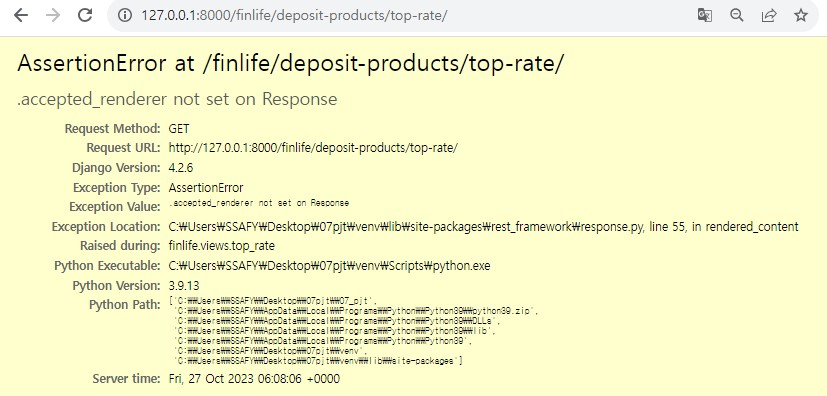 127.0.0.1:8000/finlife/deposit-products/top-rate/
AssertionError at /finlife/deposit-products/top-rate/
.accepted_renderer not set on Response
Request Method: GET
Request URL: http://127.0.0.1:8000/finlife/deposit-products/top-rate/
Django Version: 4.2.6
Exception Type: AssertionError
Exception Value: .accepted_renderer not set on Response
Exception Location: C:₩Users₩SSAFY₩Desktop₩07pjt₩venv₩lib₩site-packages₩rest_framework₩response.py, line 55, in rendered_content
Raised during: finlife.views.top_rate
Python Executable: C:₩Users₩SSAFY₩Desktop₩07pjt₩venv₩Scripts₩python.exe
Python Version: 3.9.13
Python Path: ['C:₩₩Users₩₩SSAFY₩₩Desktop₩₩07pjt₩₩07_pjt',
'C:₩₩Users₩₩SSAFY₩₩AppData₩₩Local₩₩Programs₩₩Python₩₩Python39₩₩python39.zip',
'C:₩₩Users₩₩SSAFY₩₩AppData₩₩Local₩₩Programs₩₩Python₩₩Python39₩₩DLLs',
'C:₩₩Users₩₩SSAFY₩₩AppData₩₩Local₩₩Programs₩₩Python₩₩Python39₩₩lib',
'C:₩₩Users₩₩SSAFY₩₩AppData₩₩Local₩₩Programs₩₩Python₩₩Python39',
'C:₩₩Users₩₩SSAFY₩₩Desktop₩₩07pjt₩₩venv',
'C:₩₩Users₩₩SSAFY₩₩Desktop₩₩07pjt₩₩venv₩₩lib₩₩site-packages']
Server time: Fri, 27 Oct 2023 06:08:06 +0000